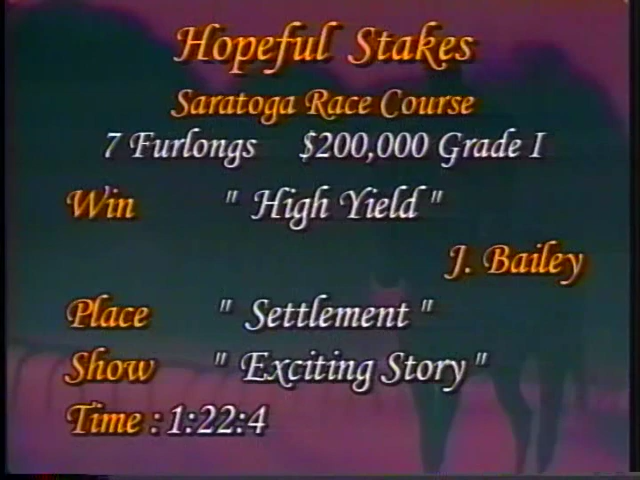 Hopeful Stakes
Saratoga Race Course
7 Furlongs $200,000 Grade I
Win " High Yield "
J. Bailey
Place " Settlement "
Show " Exciting Story "
Time : 1:22:4